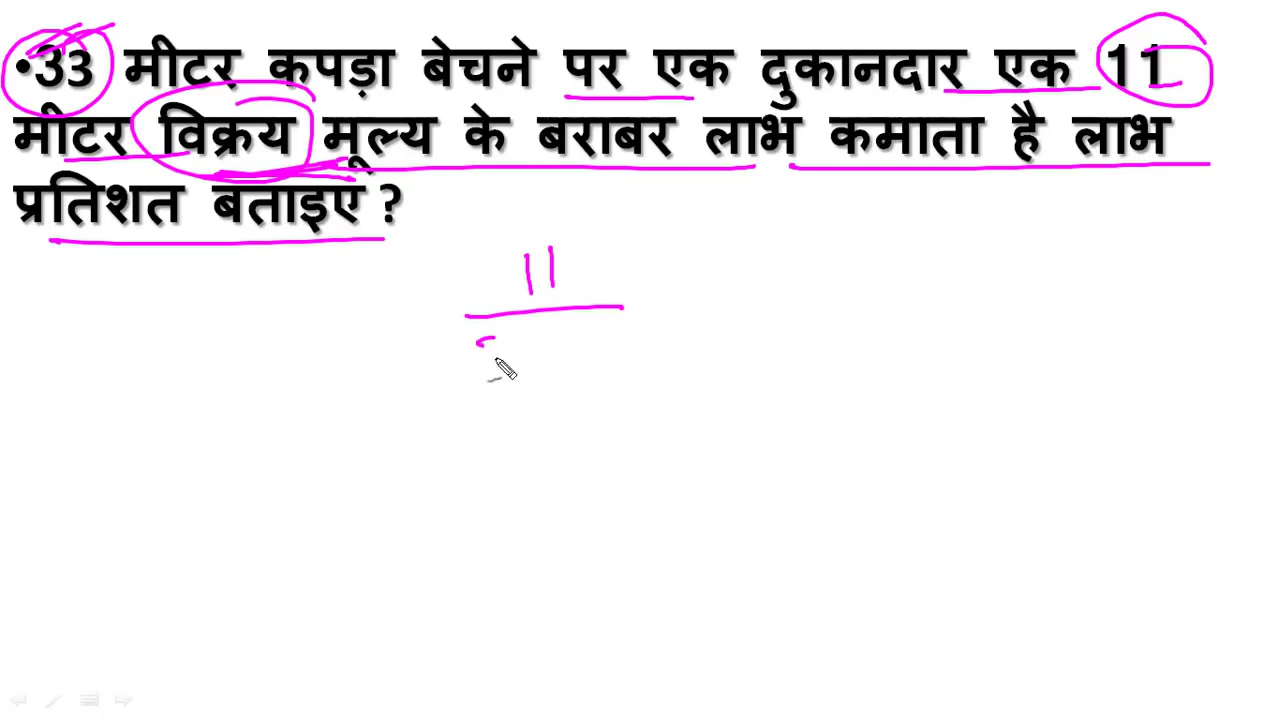 •33 मीटर कपड़ा बेचने पर एक दुकानदार एक 11
मीटर विक्रय मूल्य के बराबर लाभ कमाता है लाभ
प्रतिशत बताइए ?
11